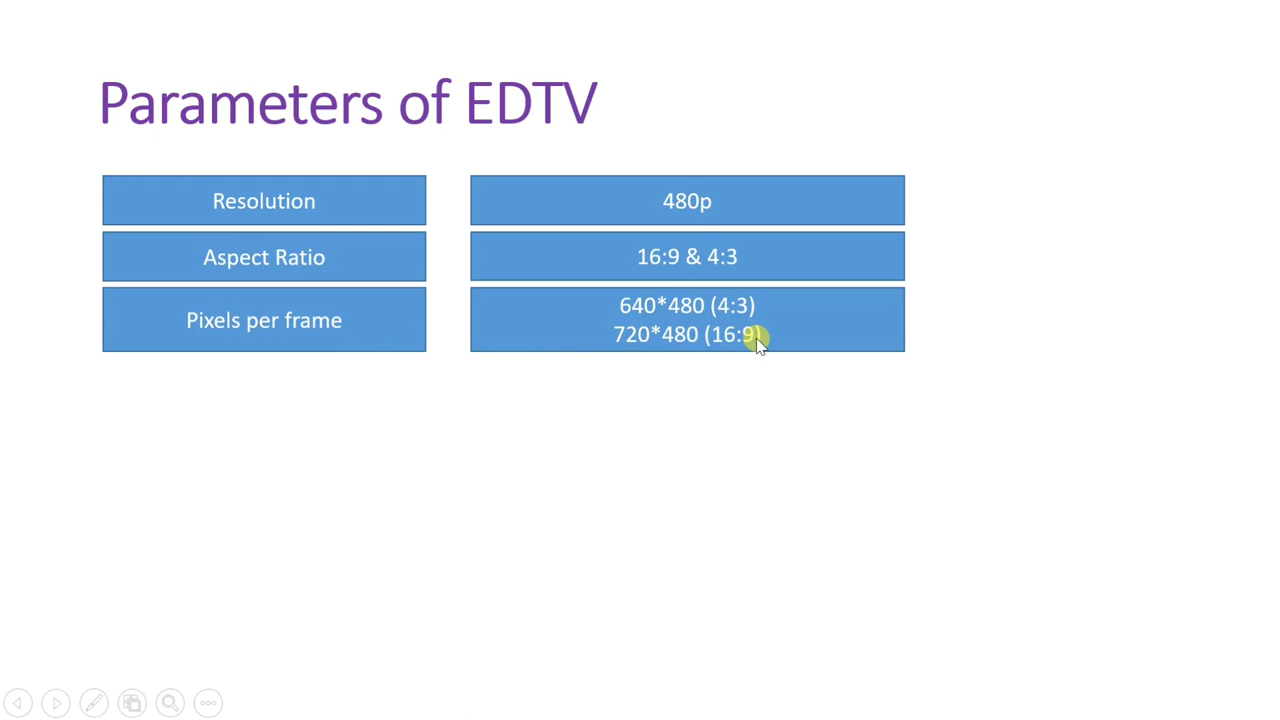 Parameters of EDTV
Resolution
480p
Aspect Ratio
16:9 & 4:3
Pixels per frame
640*480 (4:3)
720*480 (16:9)